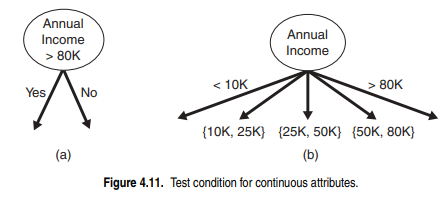 Annual
Income
> 80K
Yes
No
(a)
Annual
Income
< 10K
> 80K
{10K, 25K} {25K, 50K} {50K, 80K}
(b)
Figure 4.11. Test condition for continuous attributes.